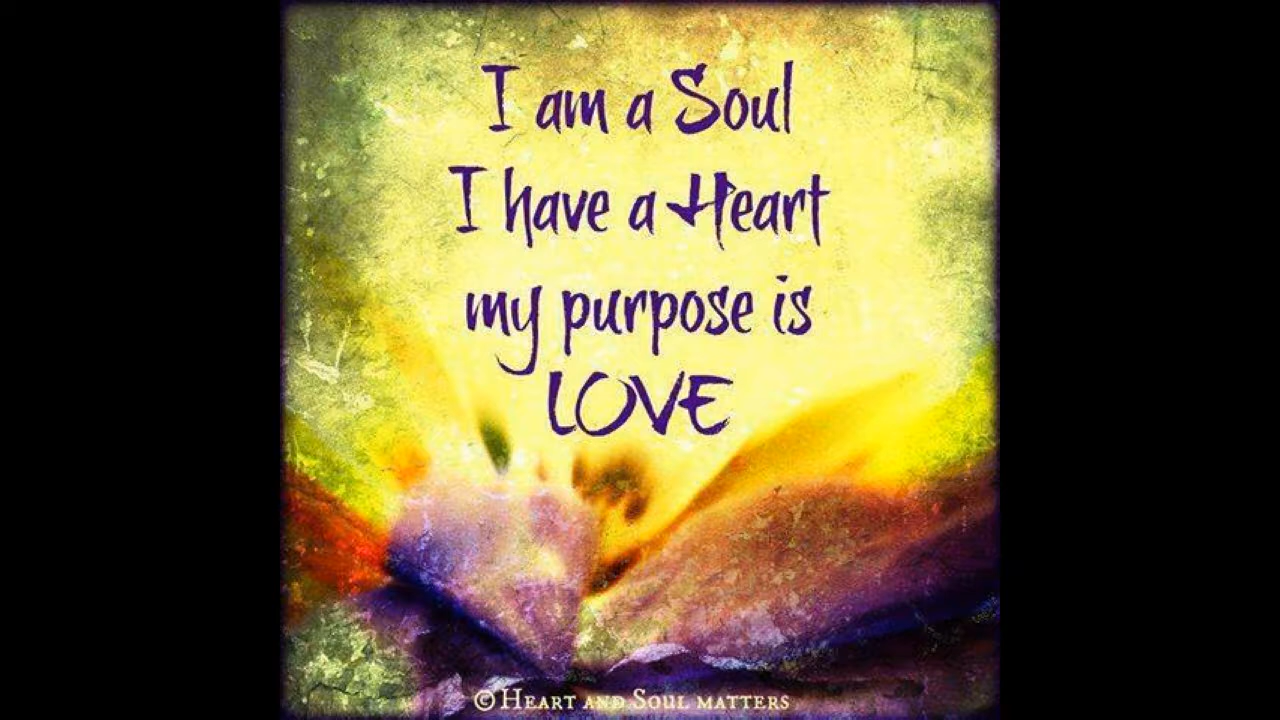 I am a Soul
I have a Heart
my purpose is
LOVE
© HEART AND SOUL MATTERS